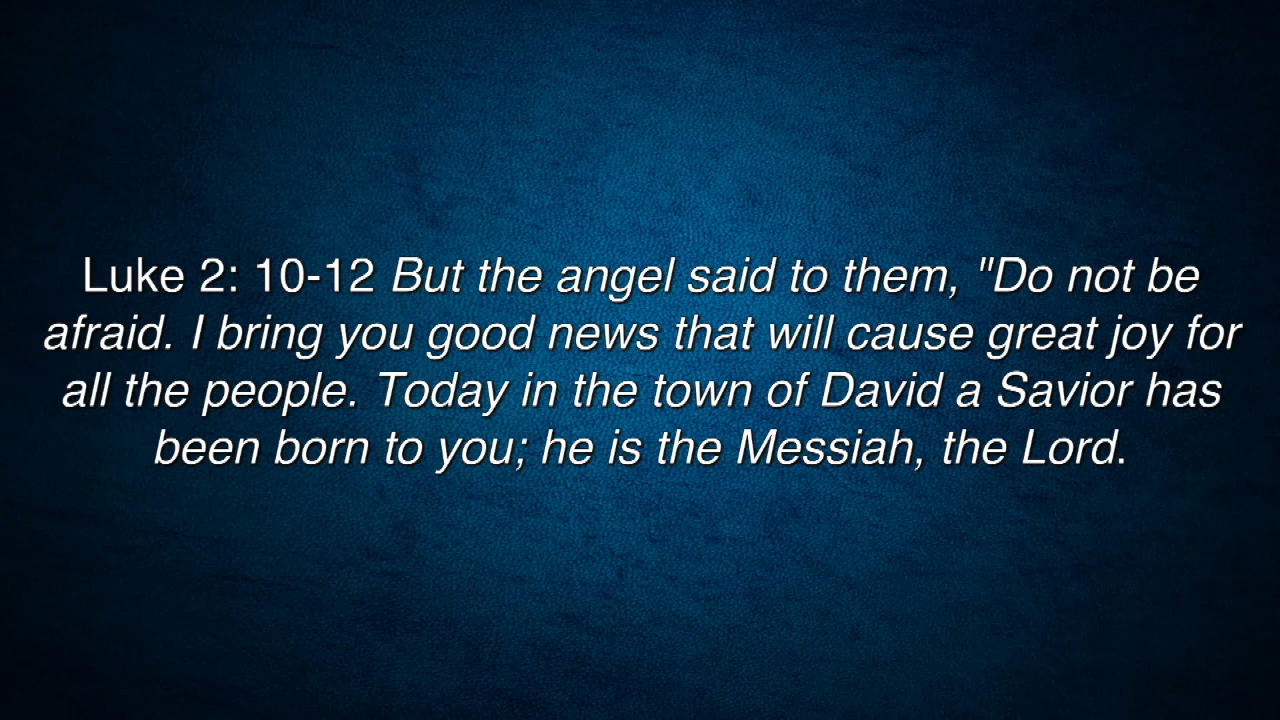 Luke 2: 10-12 But the angel said to them, "Do not be
afraid. I bring you good news that will cause great joy for
all the people. Today in the town of David a Savior has
been born to you; he is the Messiah, the Lord.